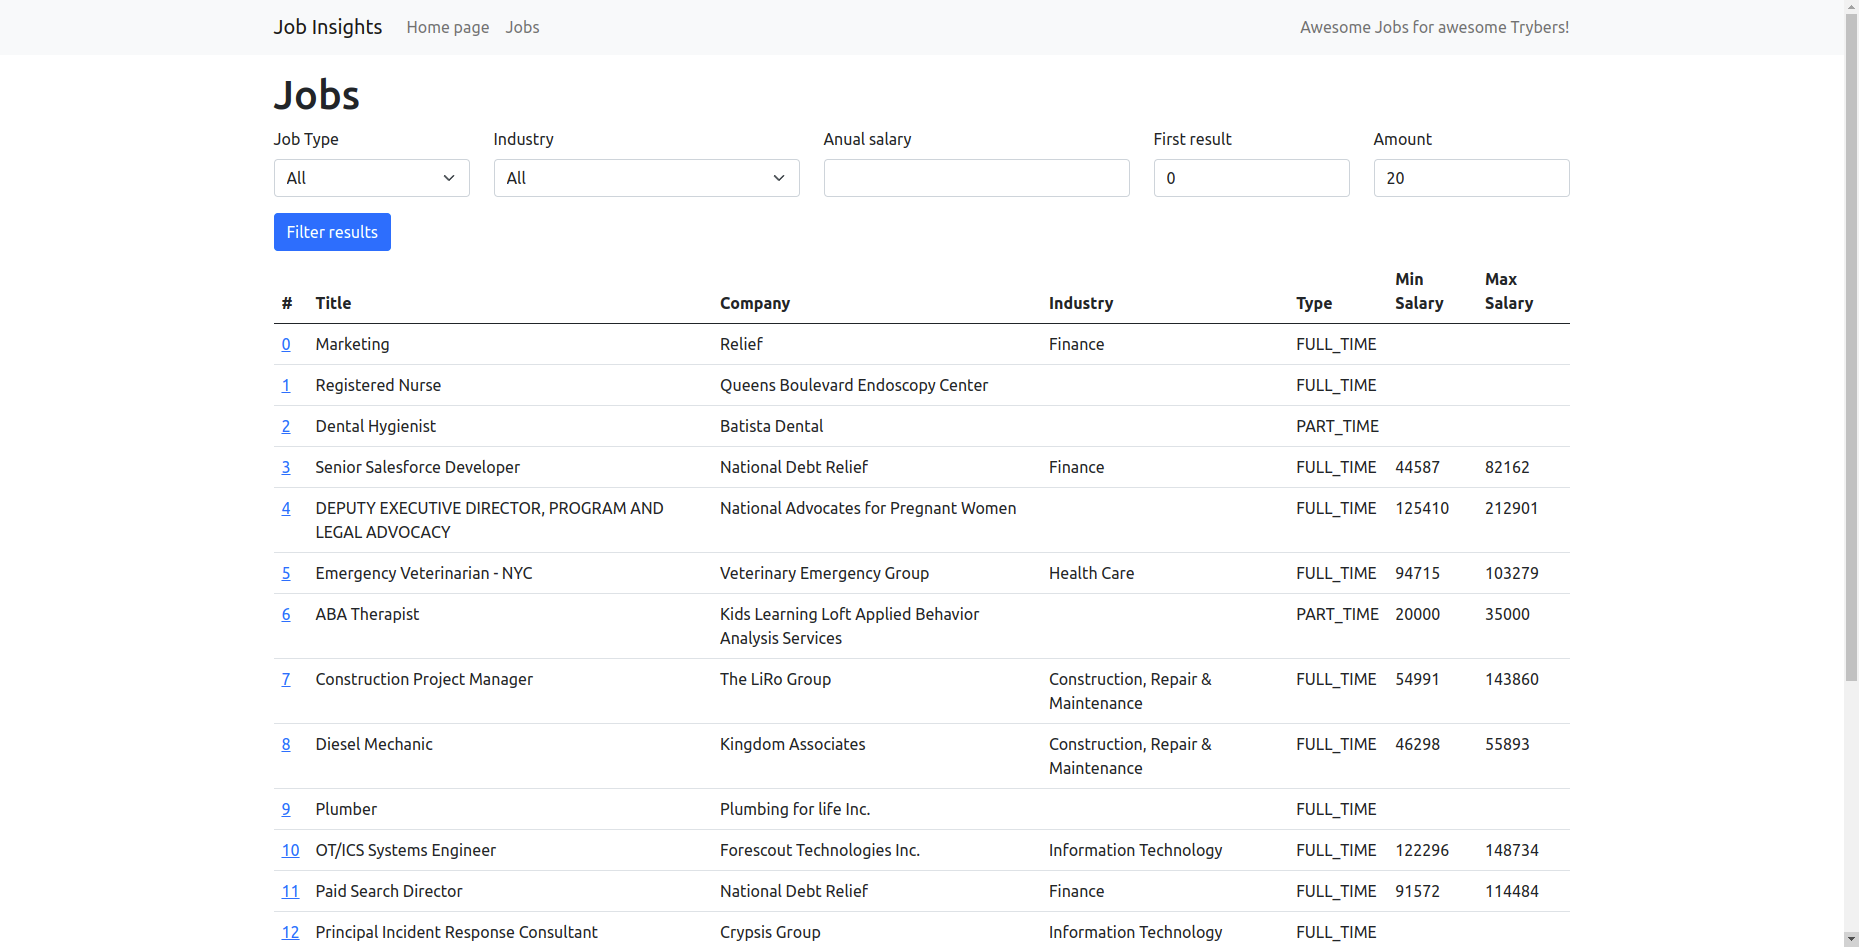 Job Insights Home page Jobs Awesome Jobs for awesome Trybers!
Jobs
Job Type Industry Anual salary First result Amount
All All 0 20
Filter results
# Title Company Industry Type Min Salary Max Salary
0 Marketing Relief Finance FULL_TIME
1 Registered Nurse Queens Boulevard Endoscopy Center FULL_TIME
2 Dental Hygienist Batista Dental PART_TIME
3 Senior Salesforce Developer National Debt Relief Finance FULL_TIME 44587 82162
4 DEPUTY EXECUTIVE DIRECTOR, PROGRAM AND LEGAL ADVOCACY National Advocates for Pregnant Women FULL_TIME 125410 212901
5 Emergency Veterinarian - NYC Veterinary Emergency Group Health Care FULL_TIME 94715 103279
6 ABA Therapist Kids Learning Loft Applied Behavior Analysis Services PART_TIME 20000 35000
7 Construction Project Manager The LiRo Group Construction, Repair & Maintenance FULL_TIME 54991 143860
8 Diesel Mechanic Kingdom Associates Construction, Repair & Maintenance FULL_TIME 46298 55893
9 Plumber Plumbing for life Inc. FULL_TIME
10 OT/ICS Systems Engineer Forescout Technologies Inc. Information Technology FULL_TIME 122296 148734
11 Paid Search Director National Debt Relief Finance FULL_TIME 91572 114484
12 Principal Incident Response Consultant Crypsis Group Information Technology FULL_TIME